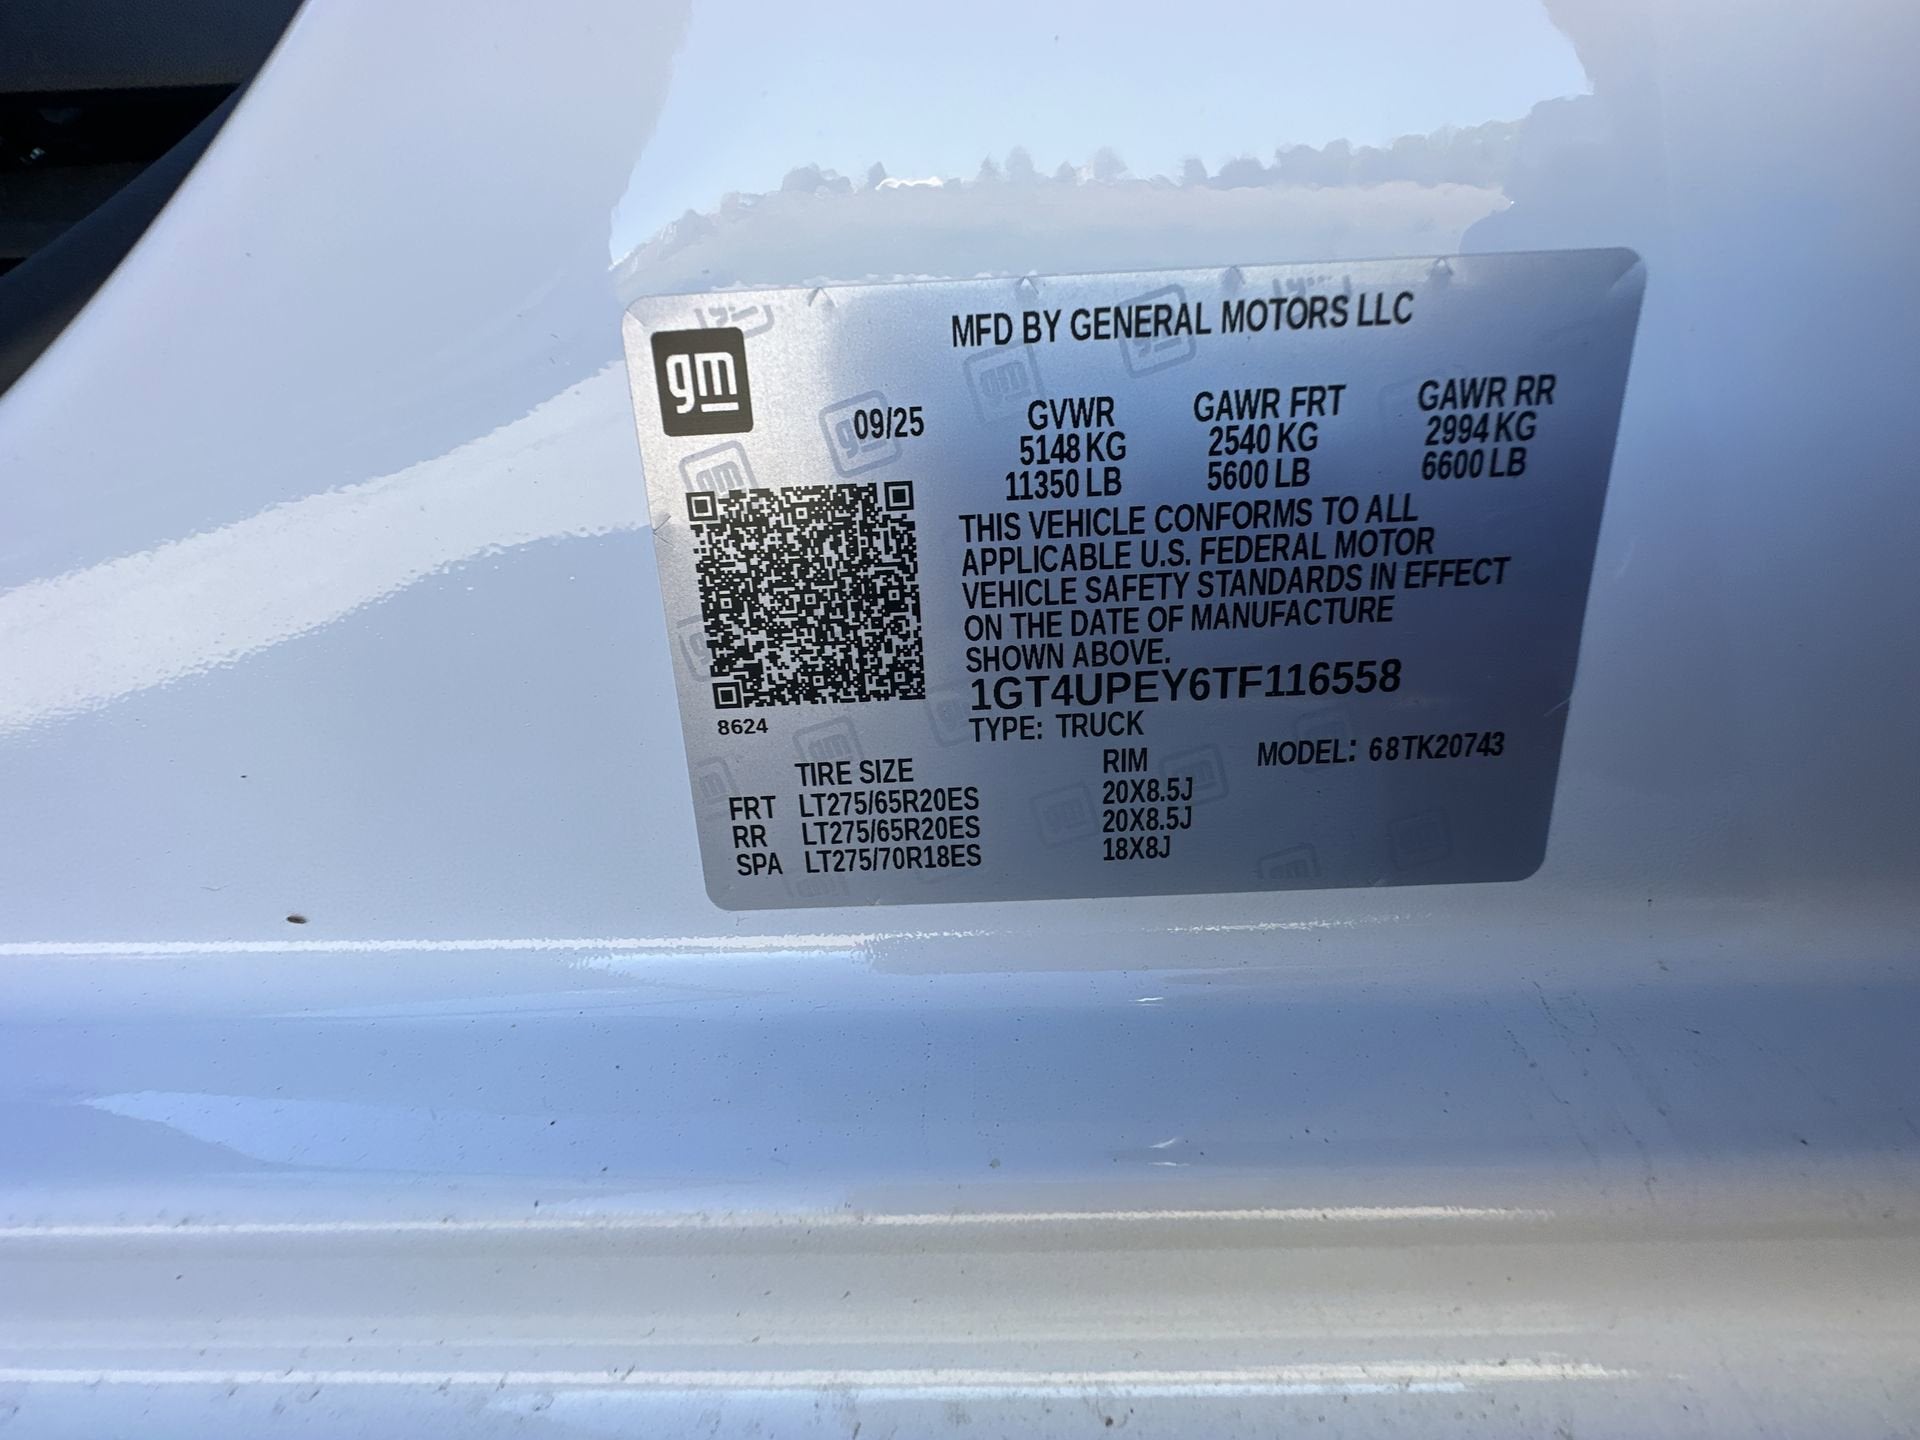 gm
MFD BY GENERAL MOTORS LLC
09/25
GVWR GAWR FRT GAWR RR
5148 KG 2540 KG 2994 KG
11350 LB 5600 LB 6600 LB
THIS VEHICLE CONFORMS TO ALL
APPLICABLE U.S. FEDERAL MOTOR
VEHICLE SAFETY STANDARDS IN EFFECT
ON THE DATE OF MANUFACTURE
SHOWN ABOVE.
1GT4UPEY6TF116558
8624
TYPE: TRUCK
TIRE SIZE RIM MODEL: 68TK20743
FRT LT275/65R20ES 20X8.5J
RR LT275/65R20ES 20X8.5J
SPA LT275/70R18ES 18X8J